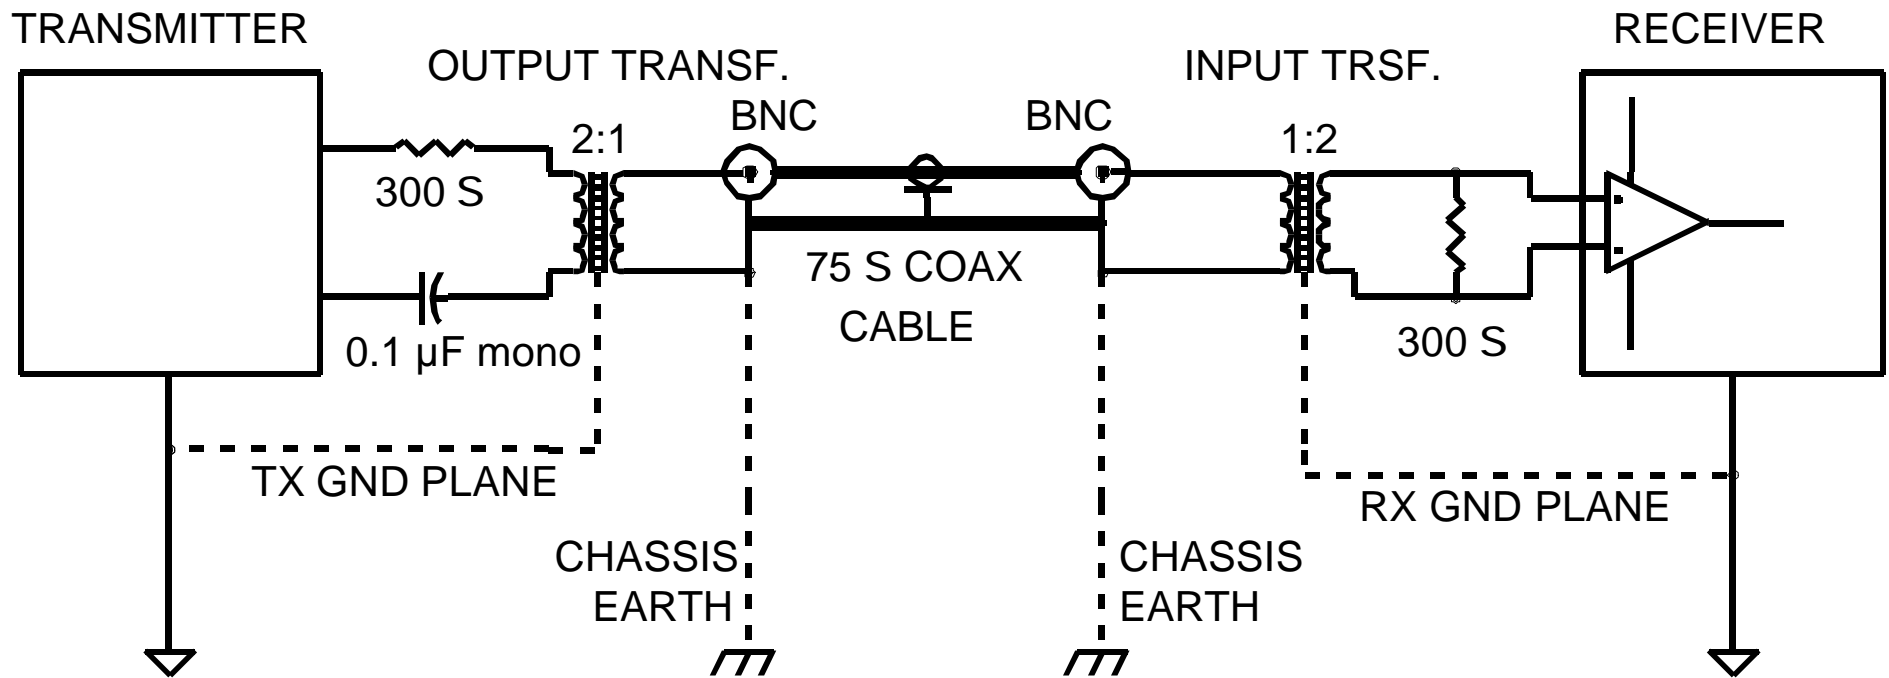 TRANSMITTER
RECEIVER
OUTPUT TRANSF.
INPUT TRSF.
BNC
BNC
2:1
1:2
300 S
75 S COAX
CABLE
0.1 µF mono
300 S
TX GND PLANE
RX GND PLANE
CHASSIS
EARTH
CHASSIS
EARTH